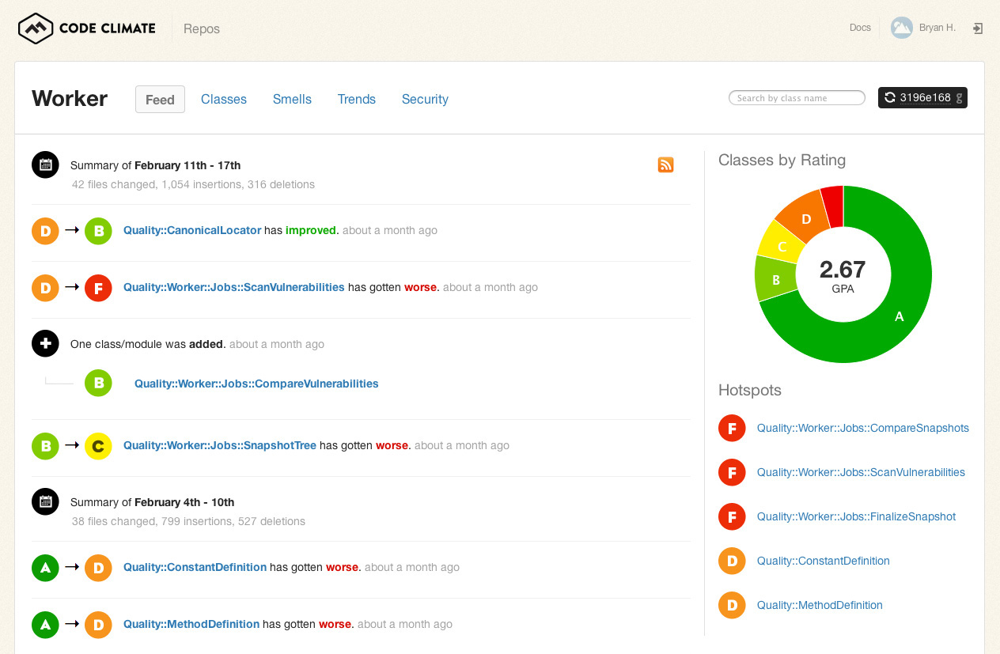 CODE CLIMATE
Repos
Docs
Bryan H.
Worker
Feed
Classes
Smells
Trends
Security
Search by class name
3196e168
Summary of February 11th - 17th
42 files changed, 1,054 insertions, 316 deletions
D → B Quality::CanonicalLocator has improved. about a month ago
D → F Quality::Worker::Jobs::ScanVulnerabilities has gotten worse. about a month ago
One class/module was added. about a month ago
B Quality::Worker::Jobs::CompareVulnerabilities
B → C Quality::Worker::Jobs::SnapshotTree has gotten worse. about a month ago
Summary of February 4th - 10th
38 files changed, 799 insertions, 527 deletions
A → D Quality::ConstantDefinition has gotten worse. about a month ago
A → D Quality::MethodDefinition has gotten worse. about a month ago
Classes by Rating
D
C
B
A
2.67
GPA
Hotspots
F Quality::Worker::Jobs::CompareSnapshots
F Quality::Worker::Jobs::ScanVulnerabilities
F Quality::Worker::Jobs::FinalizeSnapshot
D Quality::ConstantDefinition
D Quality::MethodDefinition